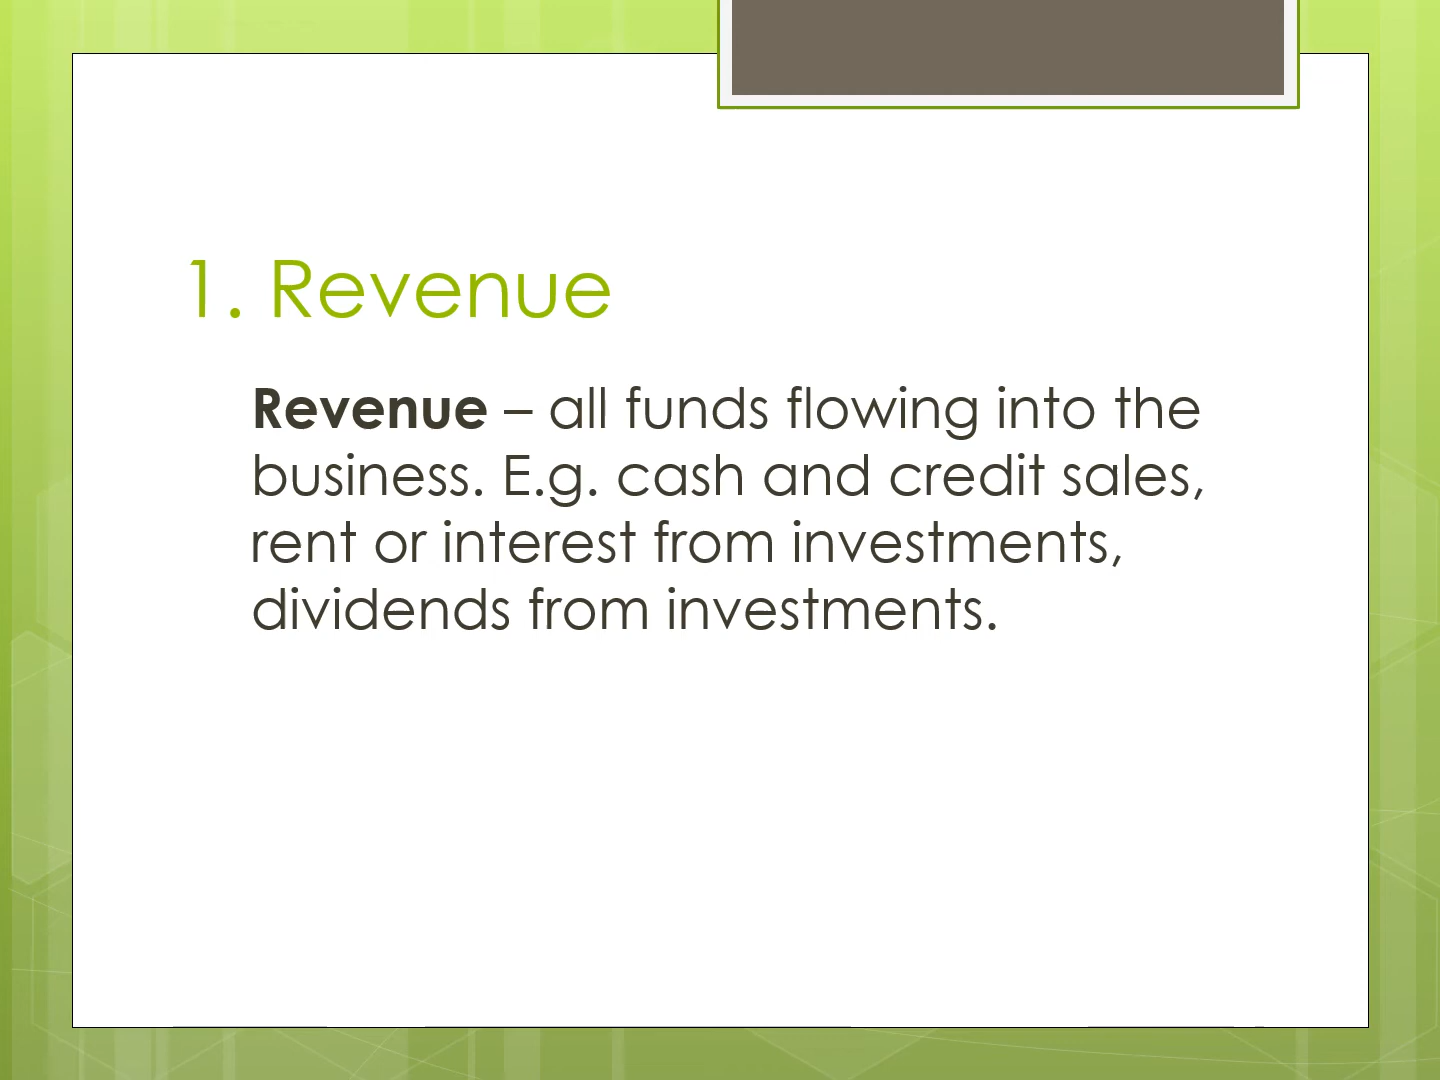 1. Revenue
Revenue – all funds flowing into the
business. E.g. cash and credit sales,
rent or interest from investments,
dividends from investments.